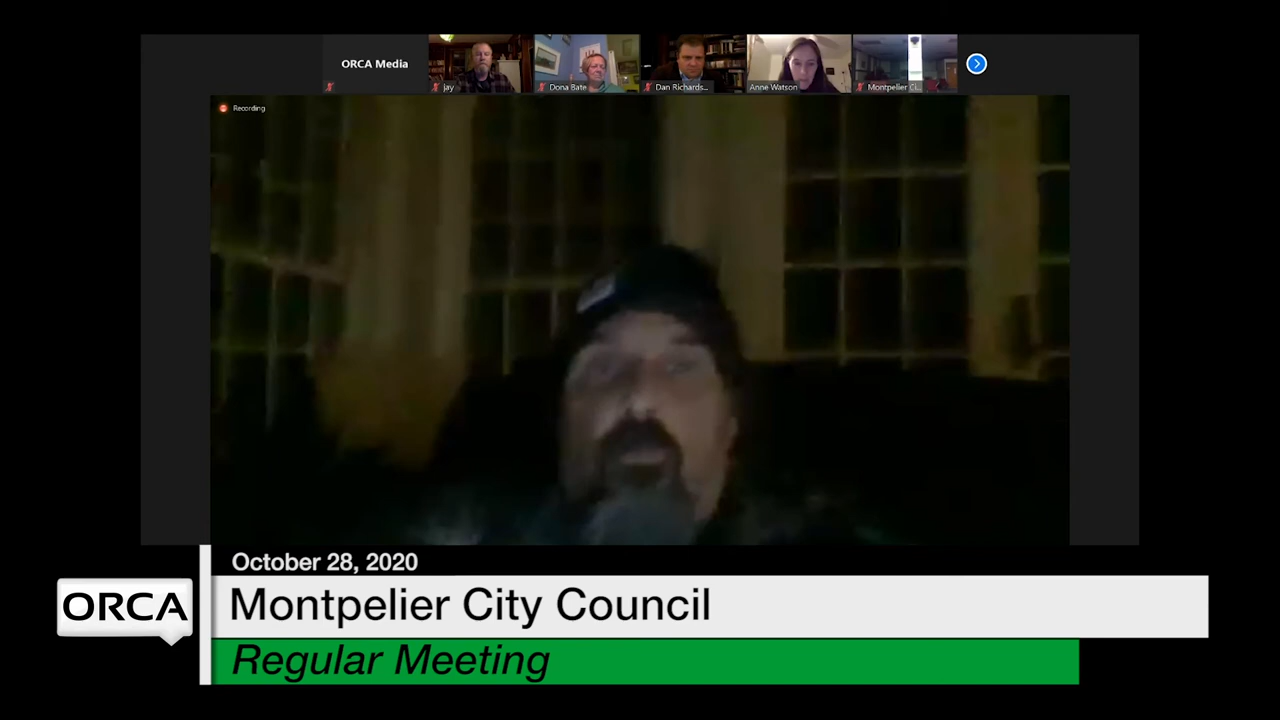 ORCA Media
jay
Dona Bate
Dan Richards...
Anne Watson
Montpelier Ci...
Recording
October 28, 2020
ORCA
Montpelier City Council
Regular Meeting